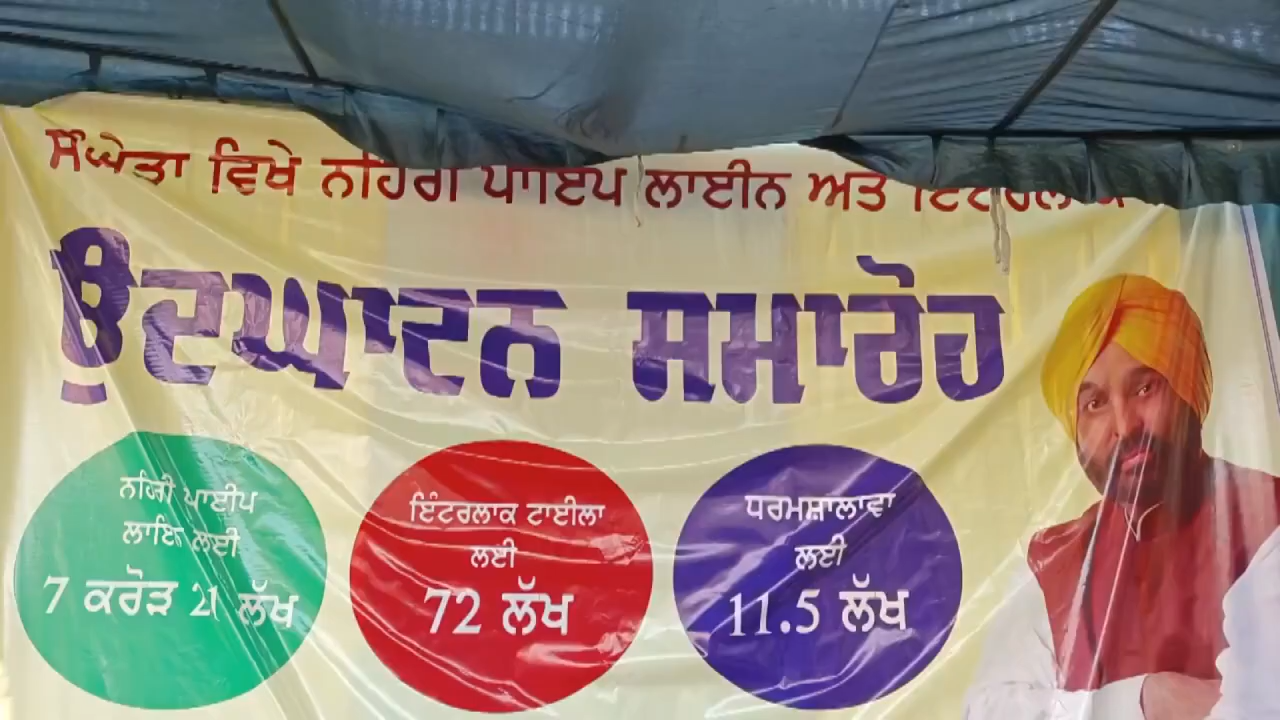 ਸੰਘੇੜਾ ਵਿਖੇ ਨਹਿਰੀ ਪਾਈਪ ਲਾਈਨ ਅਤੇ
ਉਦਘਾਟਨ ਸਮਾਰੋਹ
ਨਹਿਰੀ ਪਾਈਪ
ਲਾਇਨ ਲਈ
7 ਕਰੋੜ 21 ਲੱਖ
ਇੰਟਰਲਾਕ ਟਾਈਲਾ
ਲਈ
72 ਲੱਖ
ਧਰਮਸ਼ਾਲਾਵਾ
ਲਈ
11.5 ਲੱਖ